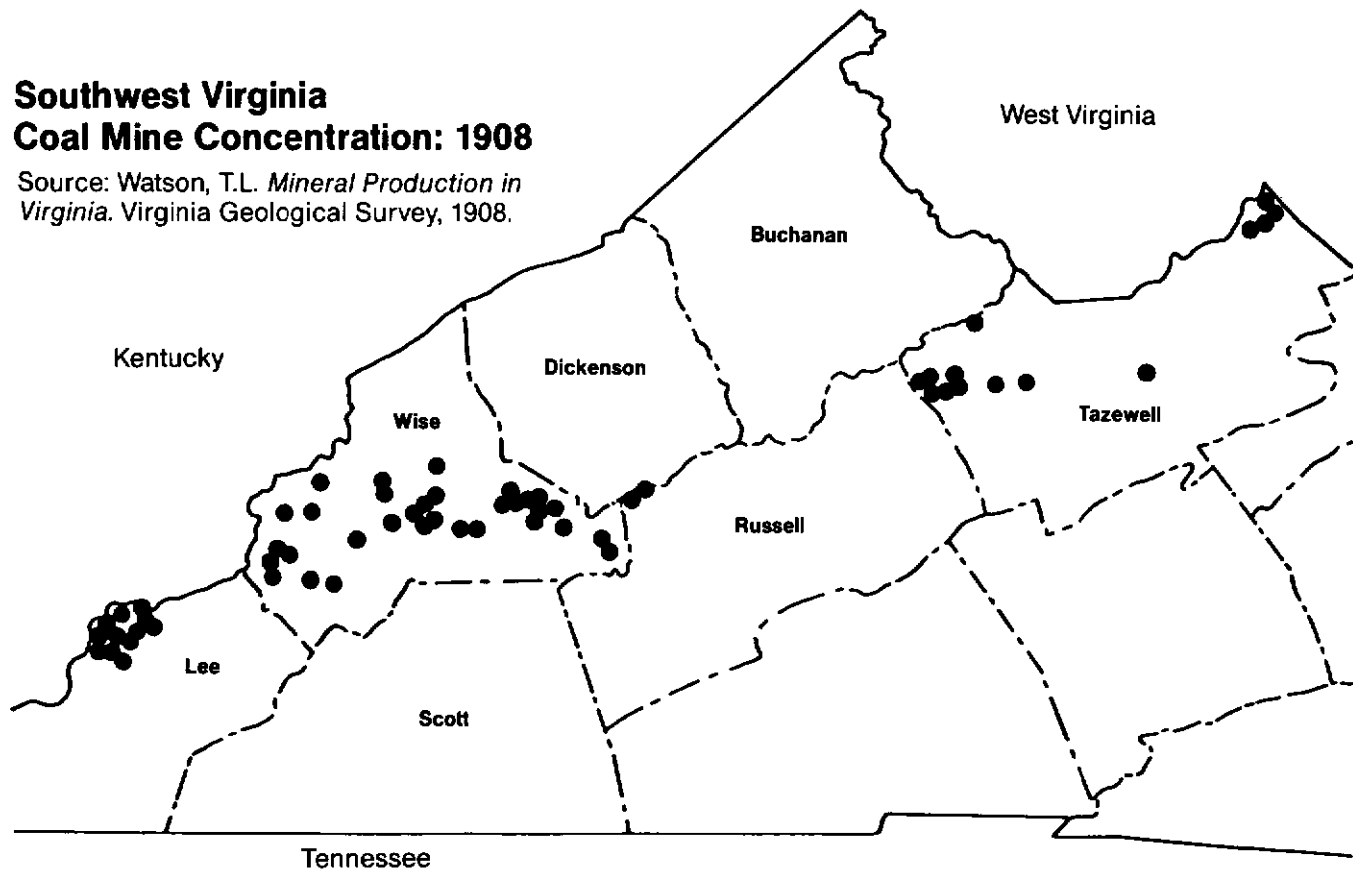 Southwest Virginia
Coal Mine Concentration: 1908
Source: Watson, T.L. Mineral Production in
Virginia. Virginia Geological Survey, 1908.
West Virginia
Buchanan
Kentucky
Dickenson
Wise
Tazewell
Russell
Lee
Scott
Tennessee